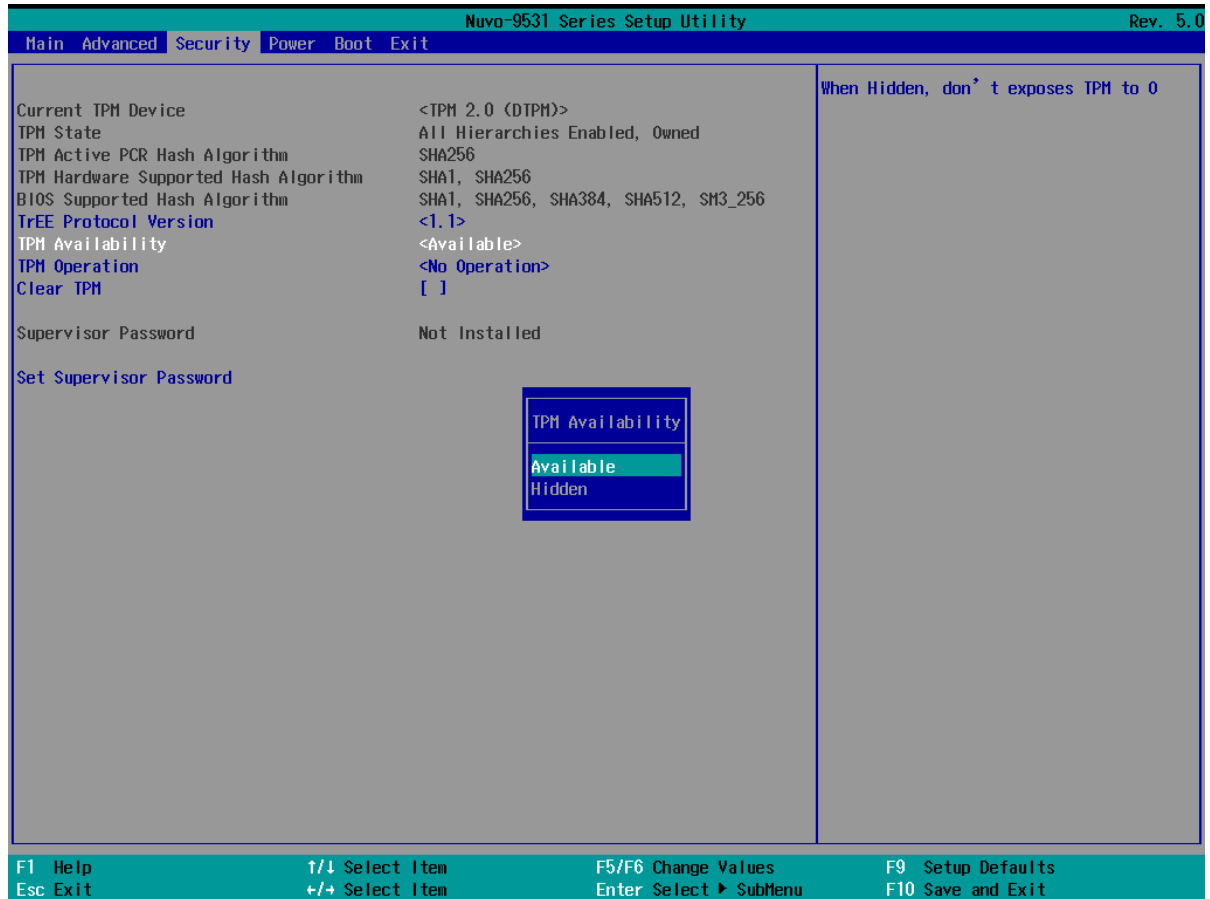 Nuvo-9531 Series Setup Utility Rev. 5.0
Main Advanced Security Power Boot Exit
When Hidden, don't exposes TPM to 0
Current TPM Device <TPM 2.0 (DTPM)>
TPM State All Hierarchies Enabled, Owned
TPM Active PCR Hash Algorithm SHA256
TPM Hardware Supported Hash Algorithm SHA1, SHA256
BIOS Supported Hash Algorithm SHA1, SHA256, SHA384, SHA512, SM3_256
TrEE Protocol Version <1.1>
TPM Availability <Available>
TPM Operation <No Operation>
Clear TPM [ ]
Supervisor Password Not Installed
Set Supervisor Password
TPM Availability
Available
Hidden
F1 Help ↑/↓ Select Item F5/F6 Change Values F9 Setup Defaults
Esc Exit ←/→ Select Item Enter Select ▶ SubMenu F10 Save and Exit